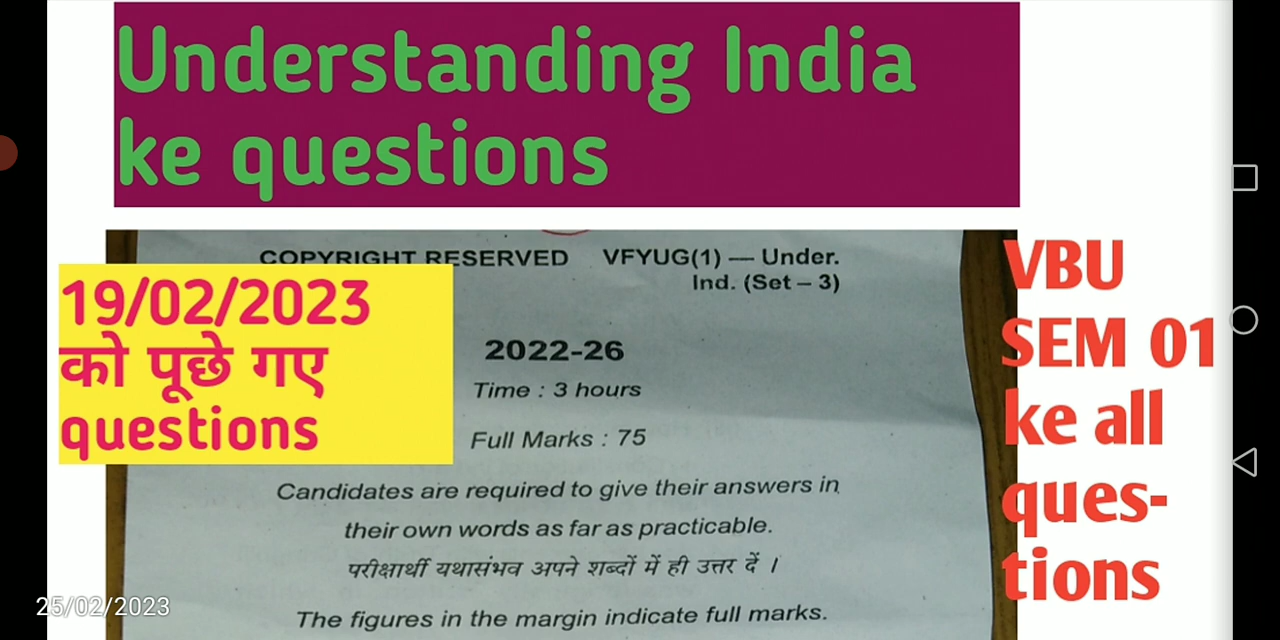 Understanding India
ke questions
COPYRIGHT RESERVED VFYUG(1) — Under.
Ind. (Set – 3)
19/02/2023
को पूछे गए
questions
2022-26
Time : 3 hours
Full Marks : 75
Candidates are required to give their answers in
their own words as far as practicable.
परीक्षार्थी यथासंभव अपने शब्दों में ही उत्तर दें ।
The figures in the margin indicate full marks.
VBU
SEM 01
ke all
ques-
tions
25/02/2023